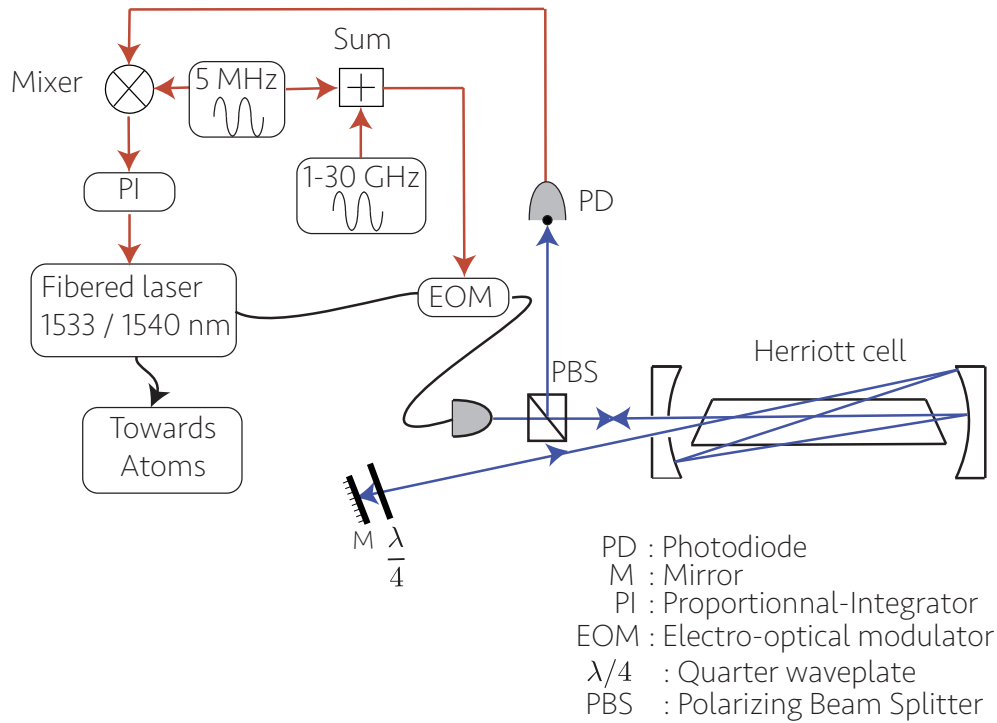 Sum
Mixer
5 MHz
1-30 GHz
PI
PD
Fibered laser
1533 / 1540 nm
EOM
Herriott cell
PBS
Towards
Atoms
M
λ
4
PD : Photodiode
M : Mirror
PI : Proportionnal-Integrator
EOM : Electro-optical modulator
λ/4 : Quarter waveplate
PBS : Polarizing Beam Splitter